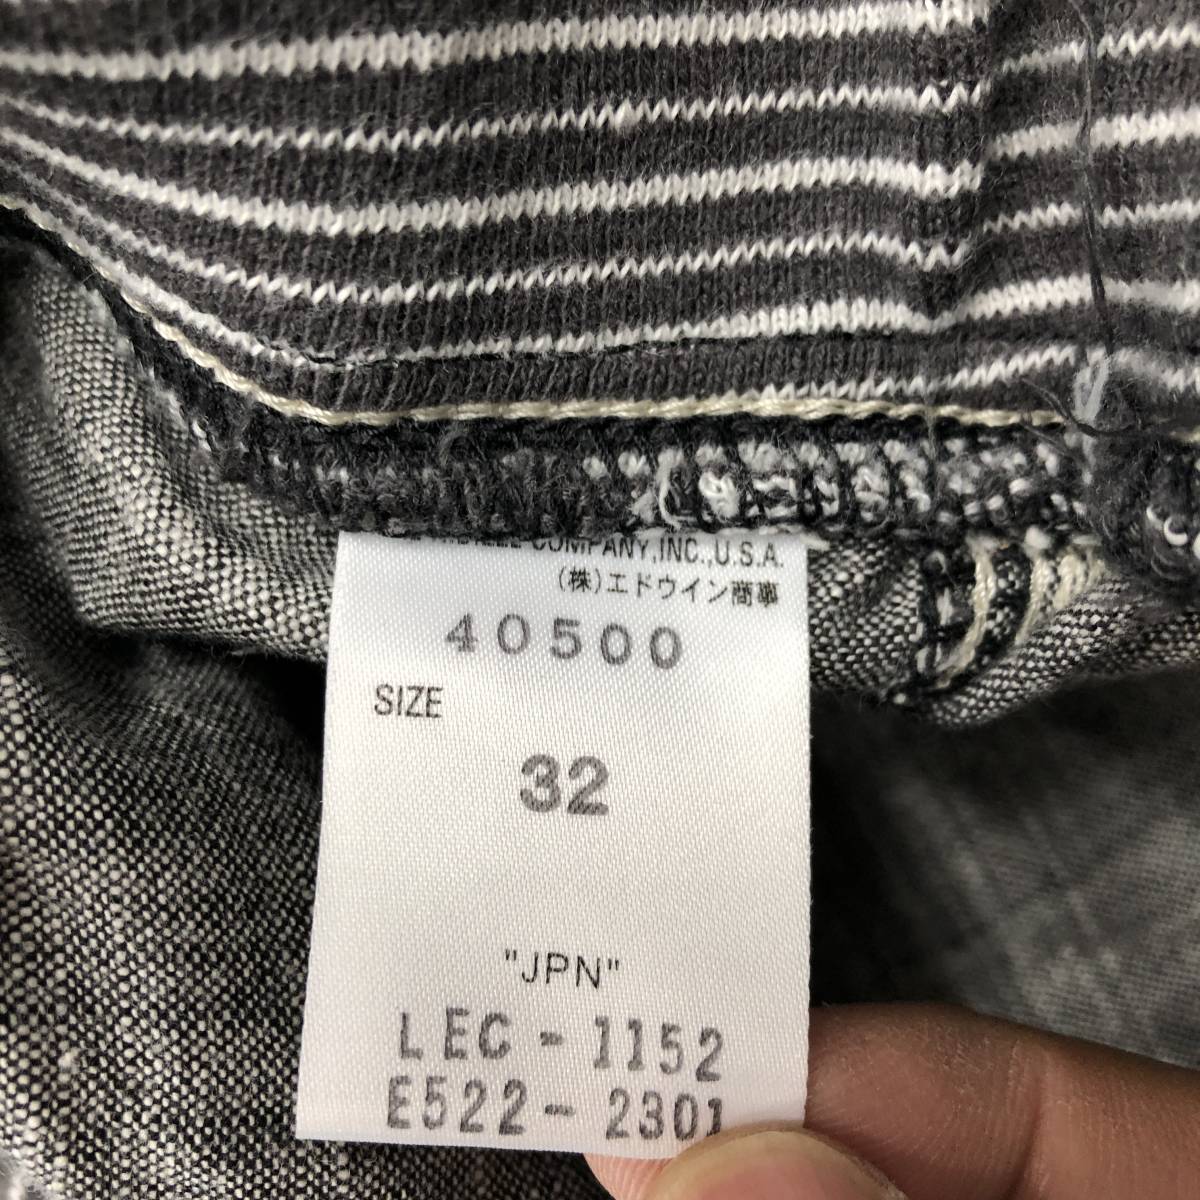 COMPANY,INC.,U.S.A.
(株)エドウイン商事
40500
SIZE
32
"JPN"
LEC-1152
E522-2301